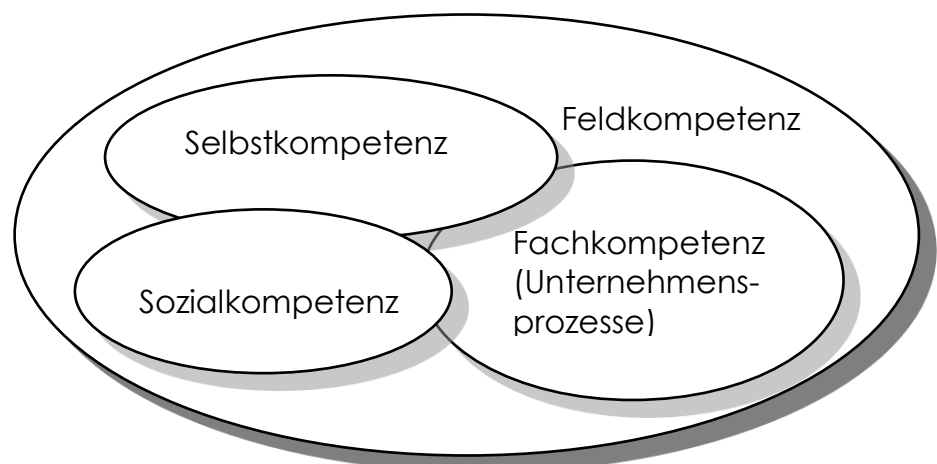 Feldkompetenz
Selbstkompetenz
Fachkompetenz
(Unternehmens-
prozesse)
Sozialkompetenz